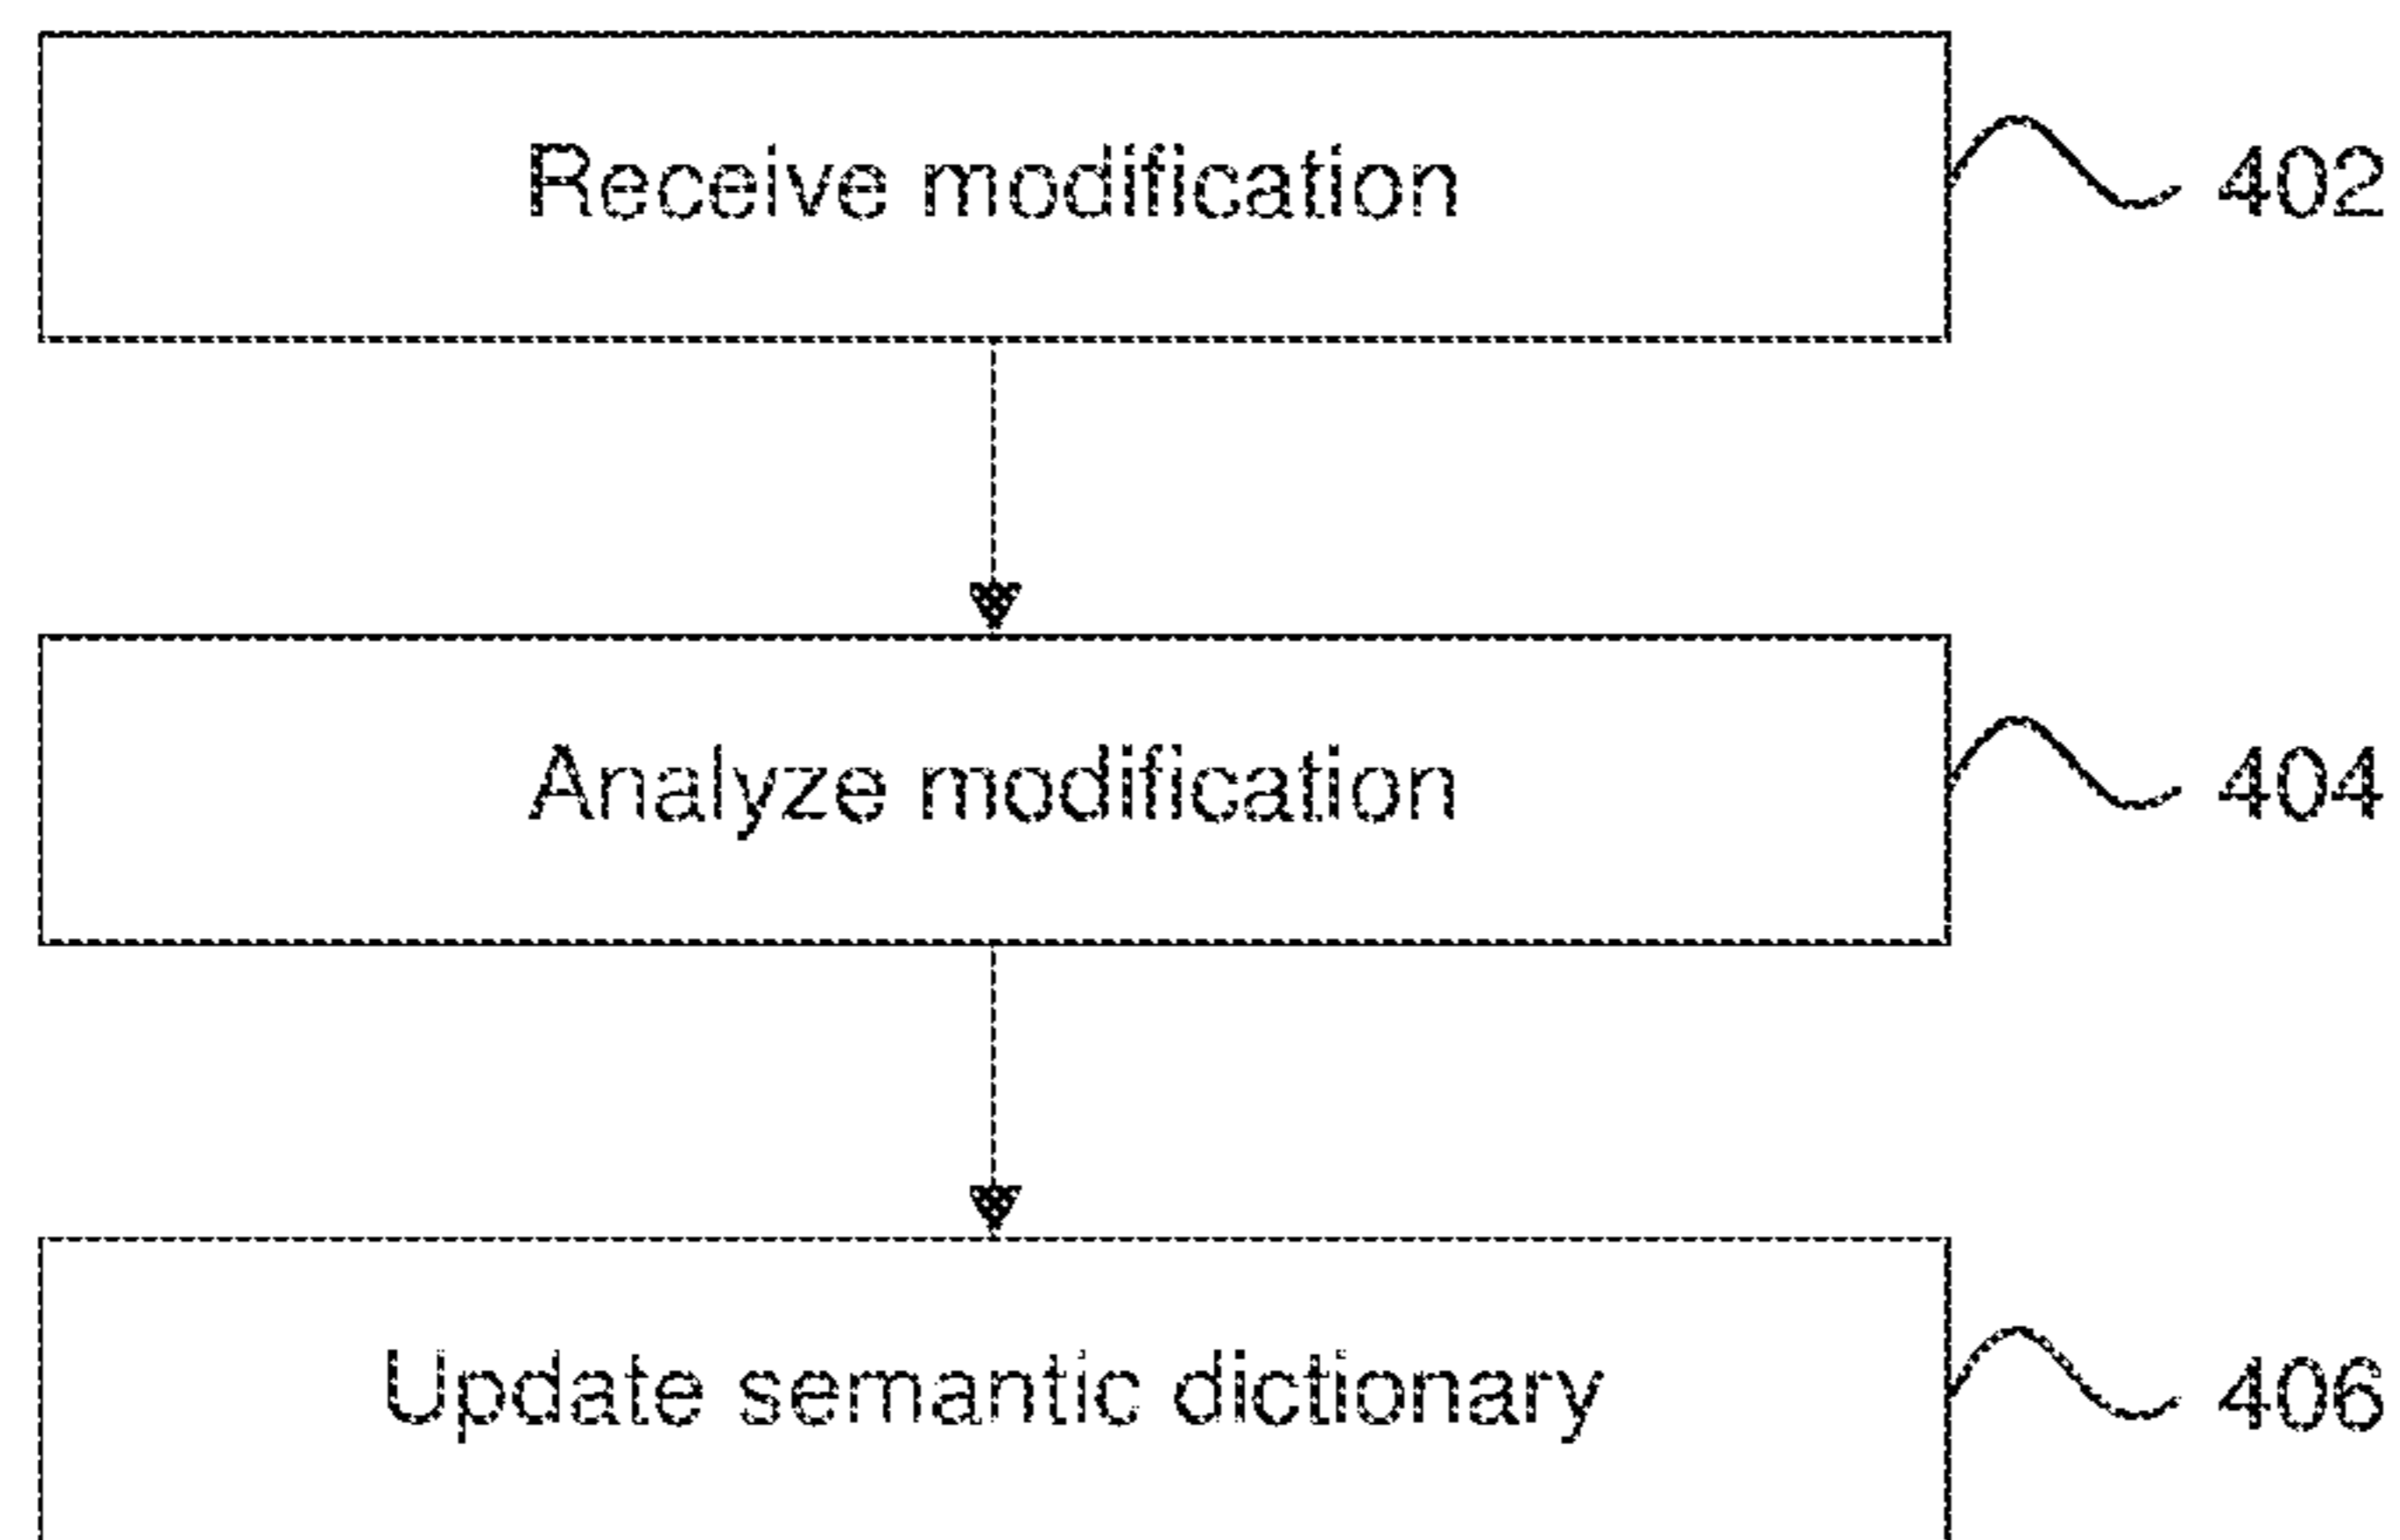 Receive modification 402
Analyze modification 404
Update semantic dictionary 406